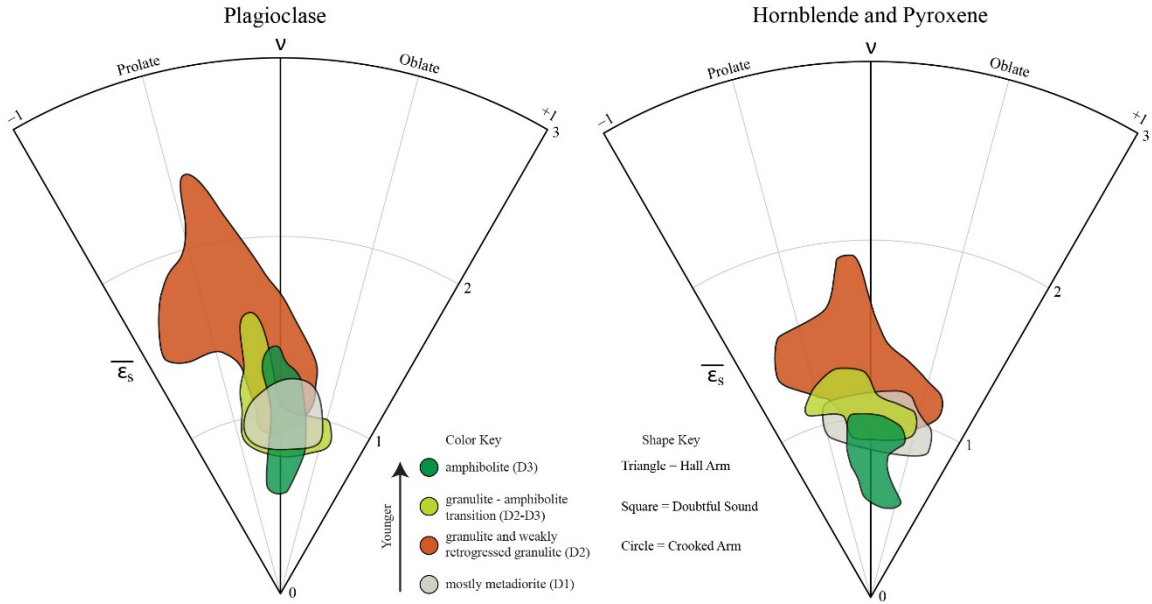 Plagioclase
Hornblende and Pyroxene
ν
Prolate
Oblate
-1
+1
3
2
1
0
ε̅s
ν
Prolate
Oblate
-1
+1
3
2
1
0
ε̅s
Color Key
Younger
amphibolite (D3)
granulite - amphibolite
transition (D2-D3)
granulite and weakly
retrogressed granulite (D2)
mostly metadiorite (D1)
Shape Key
Triangle – Hall Arm
Square = Doubtful Sound
Circle = Crooked Arm